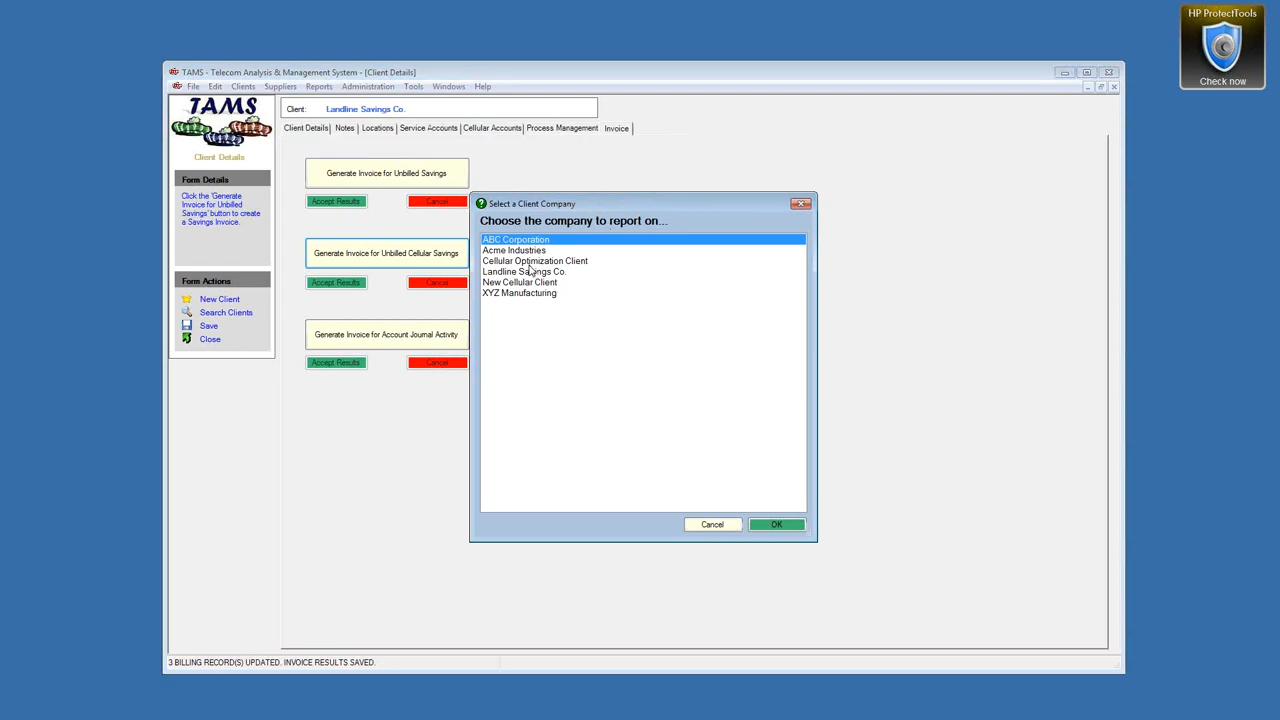 HP ProtectTools
Check now
TAMS - Telecom Analysis & Management System - [Client Details]
File Edit Clients Suppliers Reports Administration Tools Windows Help
TAMS
Client Details
Client: Landline Savings Co.
Client Details Notes Locations Service Accounts Cellular Accounts Process Management Invoice
Form Details
Click the 'Generate
Invoice for Unbilled
Savings' button to create
a Savings Invoice.
Form Actions
New Client
Search Clients
Save
Close
Generate Invoice for Unbilled Savings
Accept Results Cancel
Generate Invoice for Unbilled Cellular Savings
Accept Results Cancel
Generate Invoice for Account Journal Activity
Accept Results Cancel
Select a Client Company
Choose the company to report on...
ABC Corporation
Acme Industries
Cellular Optimization Client
Landline Savings Co.
New Cellular Client
XYZ Manufacturing
Cancel OK
3 BILLING RECORD(S) UPDATED. INVOICE RESULTS SAVED.